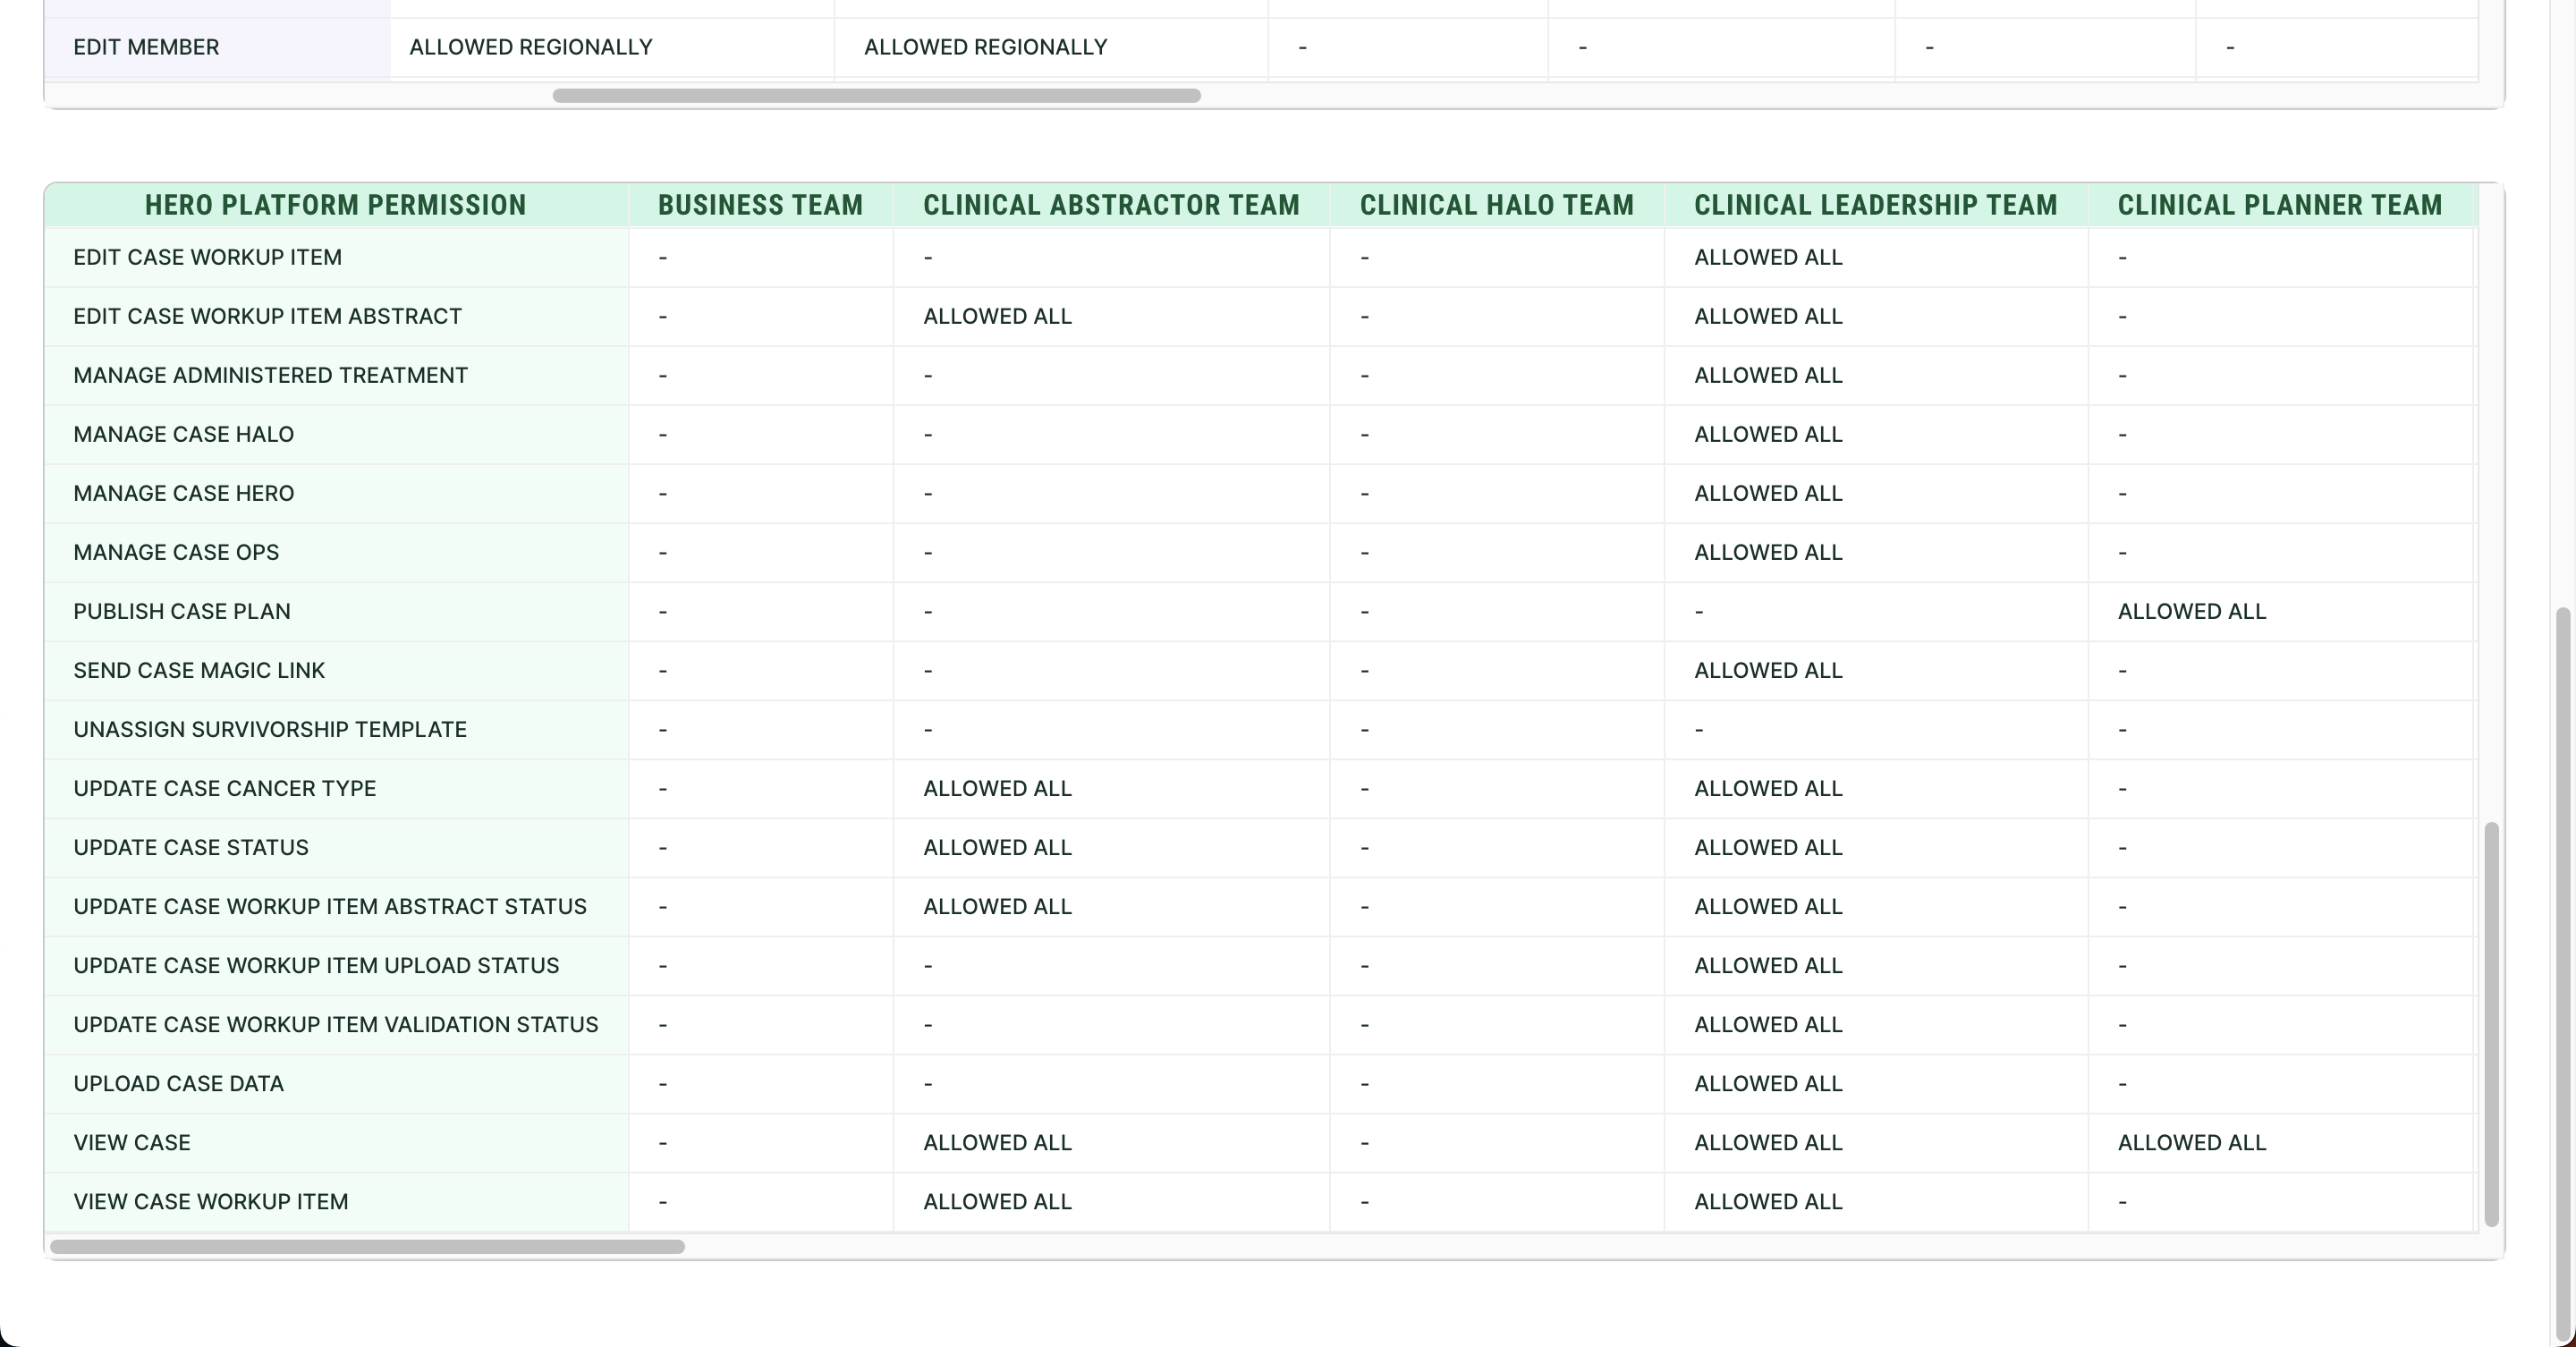 EDIT MEMBER ALLOWED REGIONALLY ALLOWED REGIONALLY - - - -
HERO PLATFORM PERMISSION BUSINESS TEAM CLINICAL ABSTRACTOR TEAM CLINICAL HALO TEAM CLINICAL LEADERSHIP TEAM CLINICAL PLANNER TEAM
EDIT CASE WORKUP ITEM - - - ALLOWED ALL -
EDIT CASE WORKUP ITEM ABSTRACT - ALLOWED ALL - ALLOWED ALL -
MANAGE ADMINISTERED TREATMENT - - - ALLOWED ALL -
MANAGE CASE HALO - - - ALLOWED ALL -
MANAGE CASE HERO - - - ALLOWED ALL -
MANAGE CASE OPS - - - ALLOWED ALL -
PUBLISH CASE PLAN - - - - ALLOWED ALL
SEND CASE MAGIC LINK - - - ALLOWED ALL -
UNASSIGN SURVIVORSHIP TEMPLATE - - - - -
UPDATE CASE CANCER TYPE - ALLOWED ALL - ALLOWED ALL -
UPDATE CASE STATUS - ALLOWED ALL - ALLOWED ALL -
UPDATE CASE WORKUP ITEM ABSTRACT STATUS - ALLOWED ALL - ALLOWED ALL -
UPDATE CASE WORKUP ITEM UPLOAD STATUS - - - ALLOWED ALL -
UPDATE CASE WORKUP ITEM VALIDATION STATUS - - - ALLOWED ALL -
UPLOAD CASE DATA - - - ALLOWED ALL -
VIEW CASE - ALLOWED ALL - ALLOWED ALL ALLOWED ALL
VIEW CASE WORKUP ITEM - ALLOWED ALL - ALLOWED ALL -